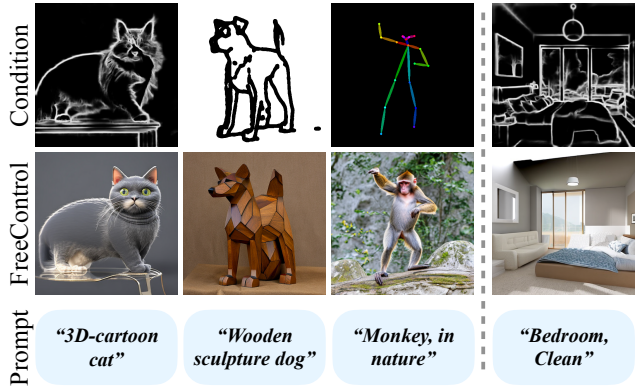 Condition
FreeControl
Prompt
“3D-cartoon
cat”
“Wooden
sculpture dog”
“Monkey, in
nature”
“Bedroom,
Clean”